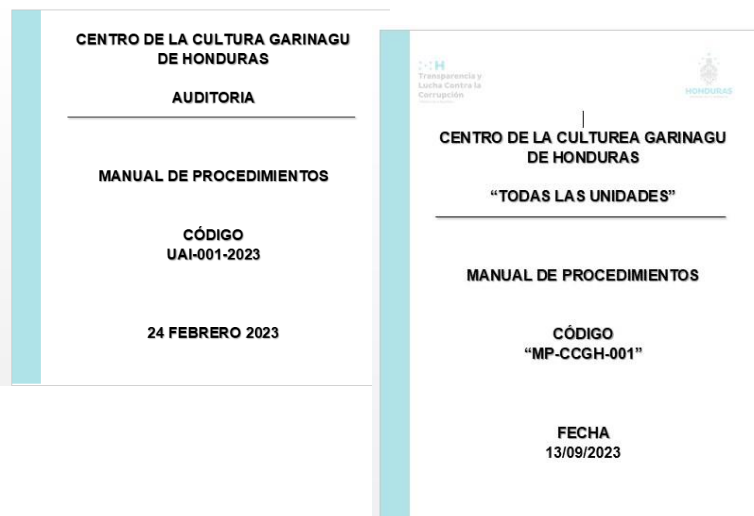 CENTRO DE LA CULTURA GARINAGU
DE HONDURAS
AUDITORIA
MANUAL DE PROCEDIMIENTOS
CÓDIGO
UAI-001-2023
24 FEBRERO 2023
Transparencia y
Lucha Contra la
Corrupción
HONDURAS
CENTRO DE LA CULTUREA GARINAGU
DE HONDURAS
“TODAS LAS UNIDADES”
MANUAL DE PROCEDIMIENTOS
CÓDIGO
“MP-CCGH-001”
FECHA
13/09/2023